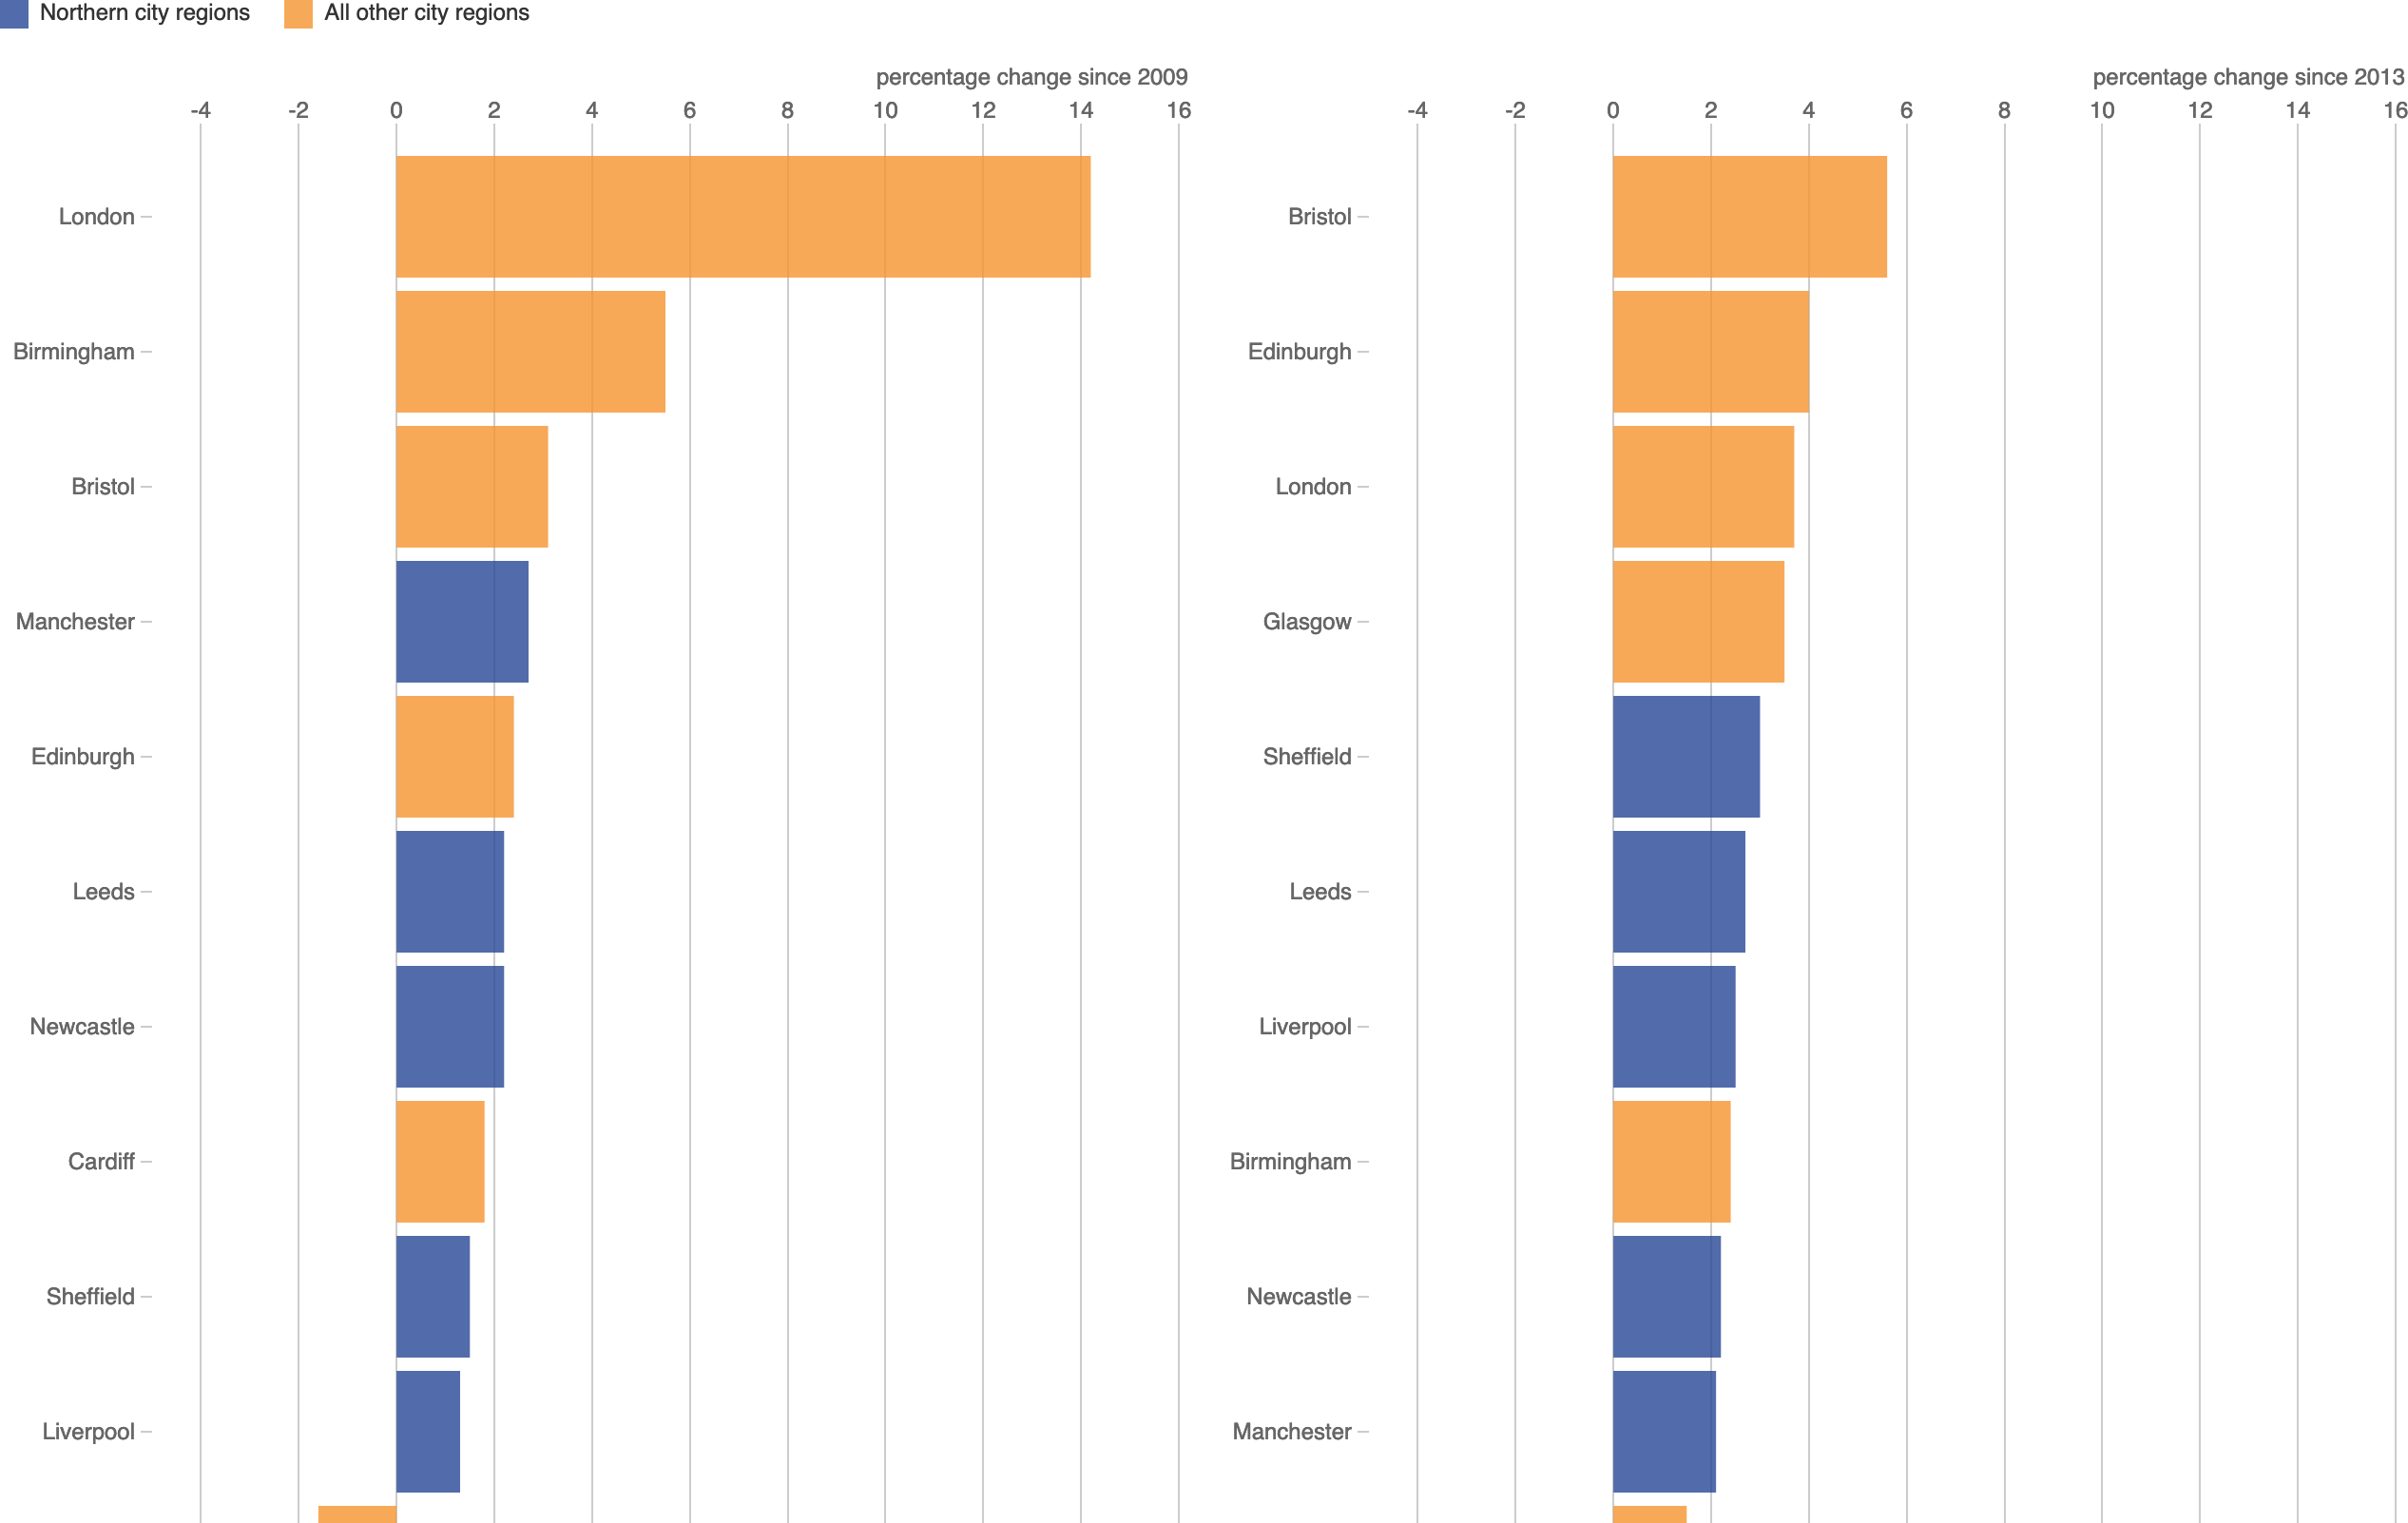 Northern city regions All other city regions
percentage change since 2009
-4 -2 0 2 4 6 8 10 12 14 16
London
Birmingham
Bristol
Manchester
Edinburgh
Leeds
Newcastle
Cardiff
Sheffield
Liverpool
percentage change since 2013
-4 -2 0 2 4 6 8 10 12 14 16
Bristol
Edinburgh
London
Glasgow
Sheffield
Leeds
Liverpool
Birmingham
Newcastle
Manchester